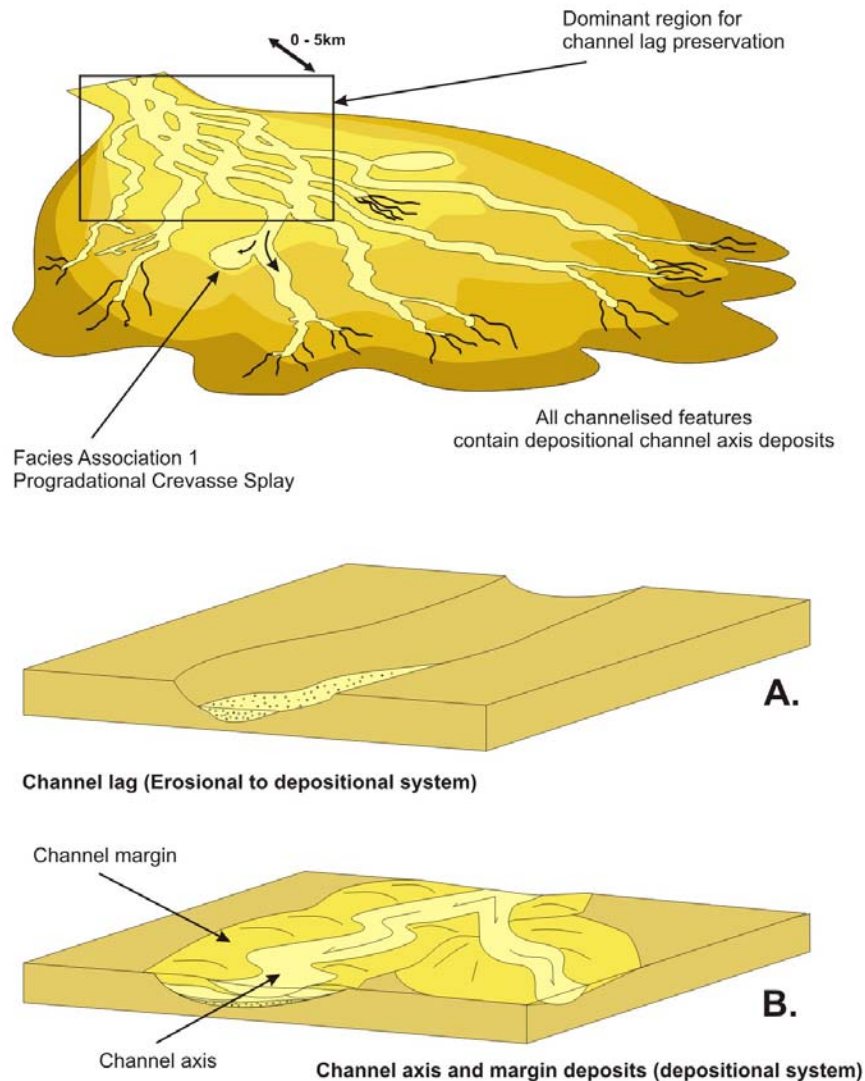 0 - 5km
Dominant region for
channel lag preservation
Facies Association 1
Progradational Crevasse Splay
All channelised features
contain depositional channel axis deposits
A.
Channel lag (Erosional to depositional system)
Channel margin
Channel axis
B.
Channel axis and margin deposits (depositional system)